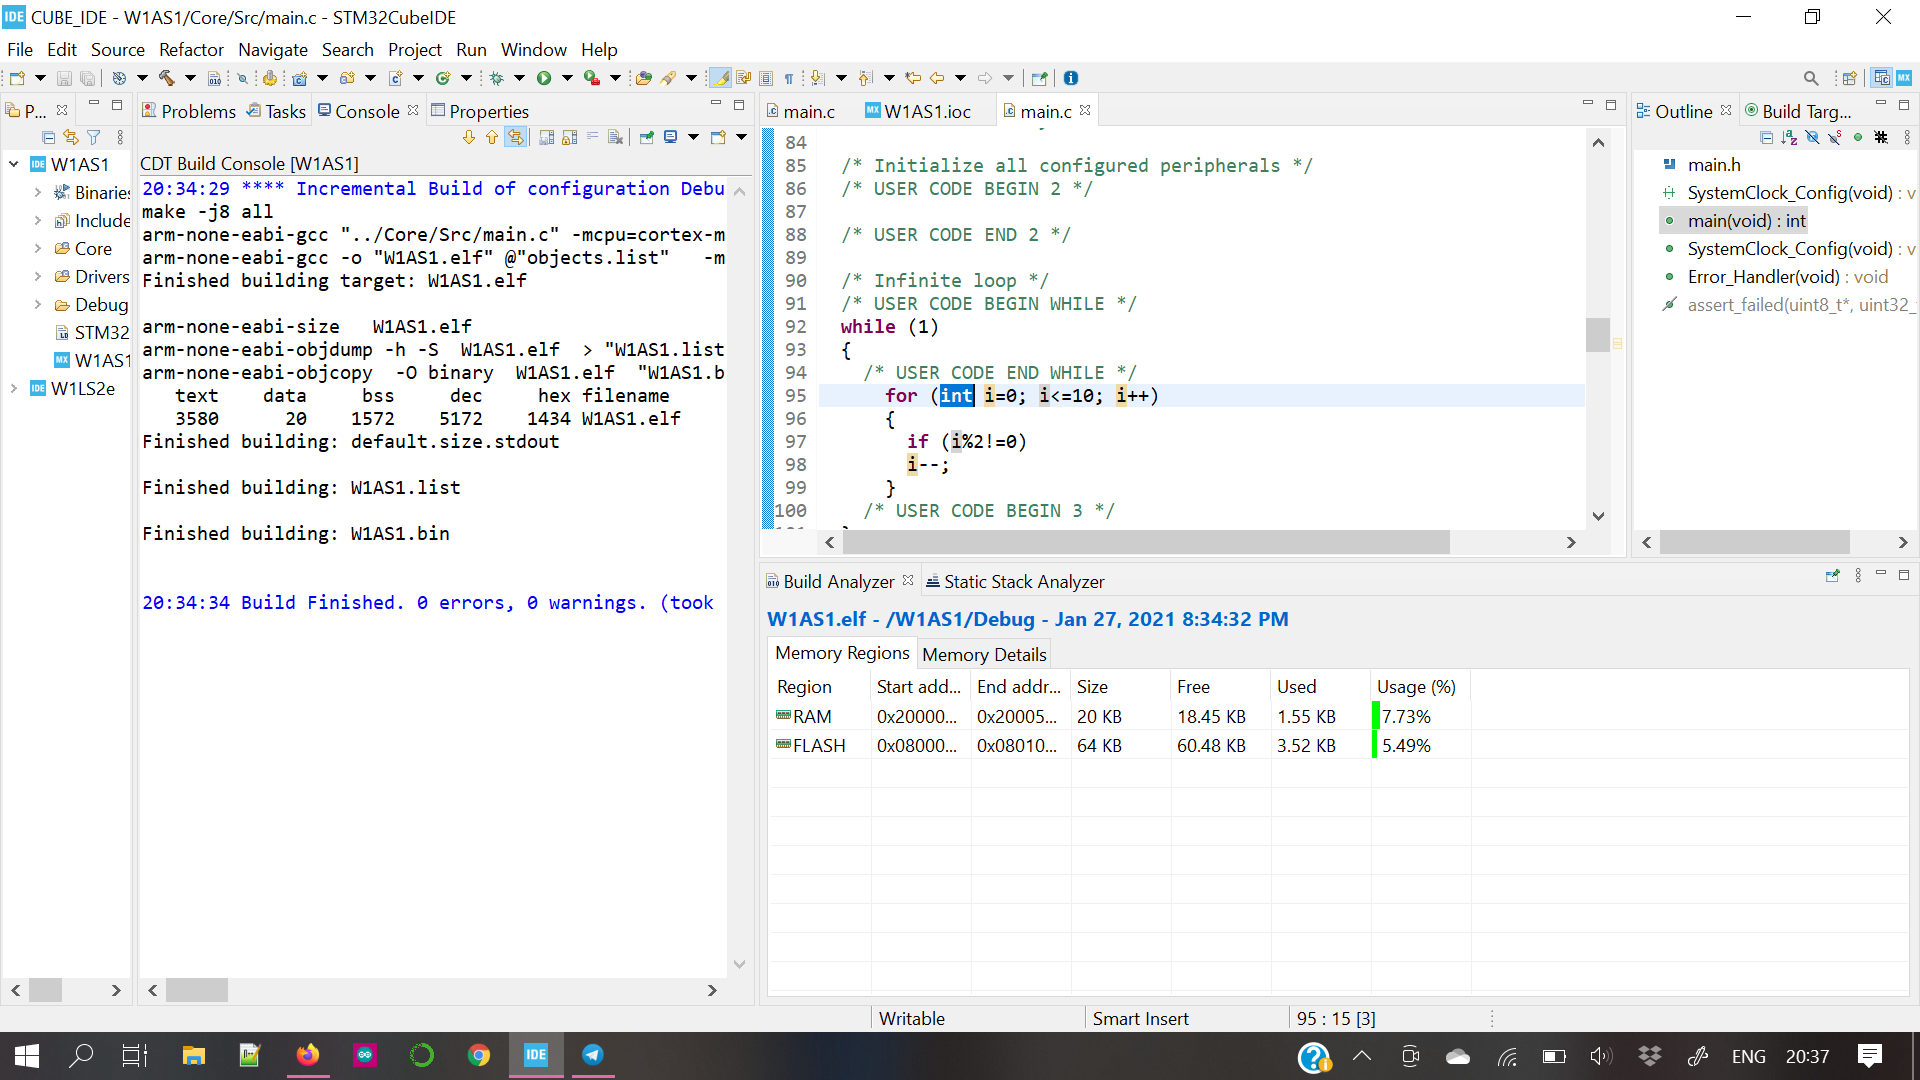 IDE CUBE_IDE - W1AS1/Core/Src/main.c - STM32CubeIDE
File Edit Source Refactor Navigate Search Project Run Window Help
P...
W1AS1
Binaries
Include
Core
Drivers
Debug
STM32
W1AS1
W1LS2e
Problems Tasks Console Properties
CDT Build Console [W1AS1]
20:34:29 **** Incremental Build of configuration Debu
make -j8 all
arm-none-eabi-gcc "../Core/Src/main.c" -mcpu=cortex-m
arm-none-eabi-gcc -o "W1AS1.elf" @"objects.list"   -m
Finished building target: W1AS1.elf
arm-none-eabi-size   W1AS1.elf
arm-none-eabi-objdump -h -S  W1AS1.elf  > "W1AS1.list
arm-none-eabi-objcopy  -O binary  W1AS1.elf  "W1AS1.b
text data bss dec hex filename
3580 20 1572 5172 1434 W1AS1.elf
Finished building: default.size.stdout
Finished building: W1AS1.list
Finished building: W1AS1.bin
20:34:34 Build Finished. 0 errors, 0 warnings. (took
main.c W1AS1.ioc main.c
84
85 /* Initialize all configured peripherals */
86 /* USER CODE BEGIN 2 */
87
88 /* USER CODE END 2 */
89
90 /* Infinite loop */
91 /* USER CODE BEGIN WHILE */
92 while (1)
93 {
94 /* USER CODE END WHILE */
95 for (int i=0; i<=10; i++)
96 {
97 if (i%2!=0)
98 i--;
99 }
100 /* USER CODE BEGIN 3 */
Outline Build Targ...
main.h
SystemClock_Config(void) : v
main(void) : int
SystemClock_Config(void) : v
Error_Handler(void) : void
assert_failed(uint8_t*, uint32_
Build Analyzer Static Stack Analyzer
W1AS1.elf - /W1AS1/Debug - Jan 27, 2021 8:34:32 PM
Memory Regions Memory Details
Region Start add... End addr... Size Free Used Usage (%)
RAM 0x20000... 0x20005... 20 KB 18.45 KB 1.55 KB 7.73%
FLASH 0x08000... 0x08010... 64 KB 60.48 KB 3.52 KB 5.49%
Writable Smart Insert 95 : 15 [3]
IDE ENG 20:37